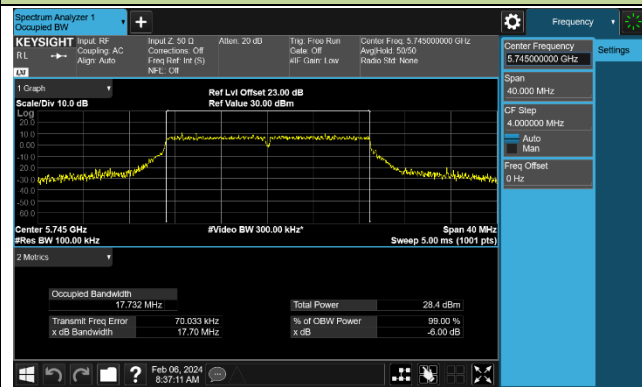 Spectrum Analyzer 1
Occupied BW
Frequency
KEYSIGHT
RL
LXI
Input: RF
Coupling: AC
Align: Auto
Input Z: 50 Ω
Corrections: Off
Freq Ref: Int (S)
NFE: Off
Atten: 20 dB
Trig: Free Run
Gate: Off
#IF Gain: Low
Center Freq: 5.745000000 GHz
Avg|Hold: 50/50
Radio Std: None
Center Frequency
5.745000000 GHz
Settings
Span
40.000 MHz
CF Step
4.000000 MHz
Auto
Man
Freq Offset
0 Hz
1 Graph
Scale/Div 10.0 dB
Ref Lvl Offset 23.00 dB
Ref Value 30.00 dBm
Log
20.0
10.0
0.00
-10.0
-20.0
-30.0
-40.0
-50.0
-60.0
Center 5.745 GHz
#Res BW 100.00 kHz
#Video BW 300.00 kHz*
Span 40 MHz
Sweep 5.00 ms (1001 pts)
2 Metrics
Occupied Bandwidth
17.732 MHz
Total Power 28.4 dBm
Transmit Freq Error 70.033 kHz
% of OBW Power 99.00 %
x dB Bandwidth 17.70 MHz
x dB -6.00 dB
?
Feb 06, 2024
8:37:11 AM